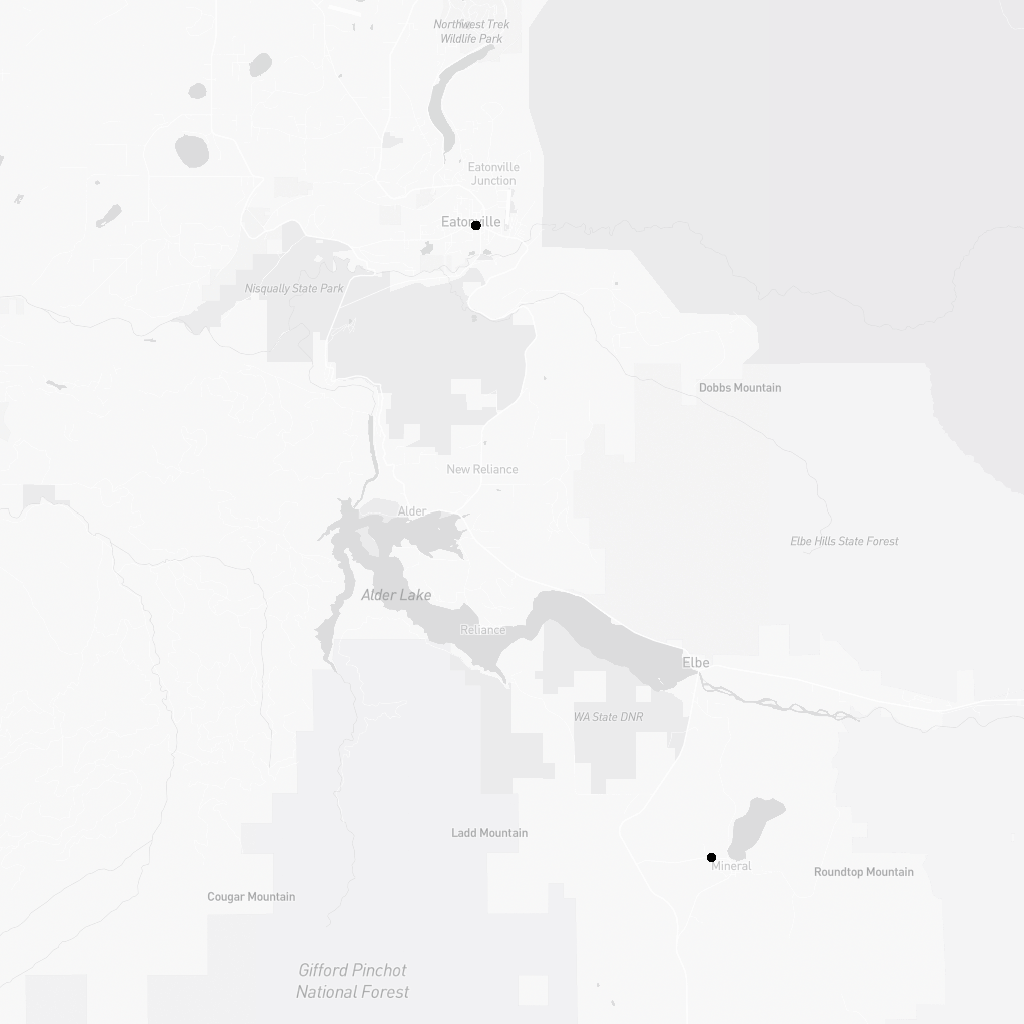 Northwest Trek
Wildlife Park
Eatonville
Junction
Eatonville
Nisqually State Park
Dobbs Mountain
New Reliance
Alder
Elbe Hills State Forest
Alder Lake
Reliance
Elbe
WA State DNR
Ladd Mountain
Mineral
Roundtop Mountain
Cougar Mountain
Gifford Pinchot
National Forest